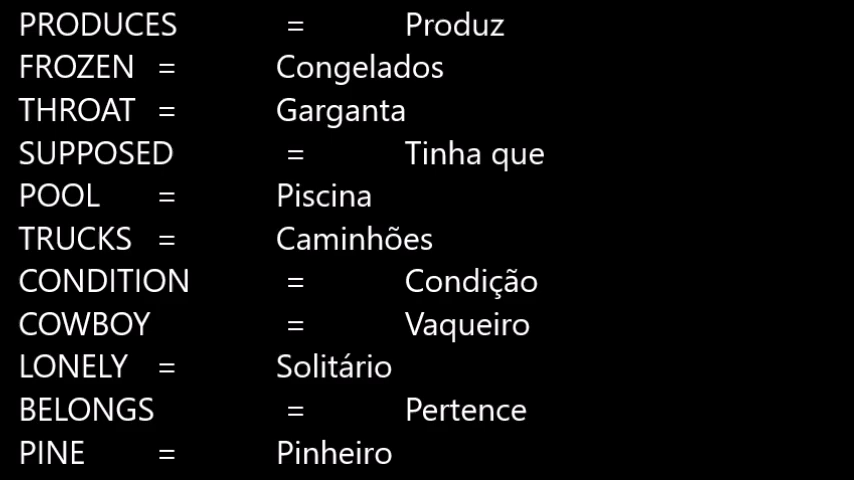 PRODUCES = Produz
FROZEN = Congelados
THROAT = Garganta
SUPPOSED = Tinha que
POOL = Piscina
TRUCKS = Caminhões
CONDITION = Condição
COWBOY = Vaqueiro
LONELY = Solitário
BELONGS = Pertence
PINE = Pinheiro